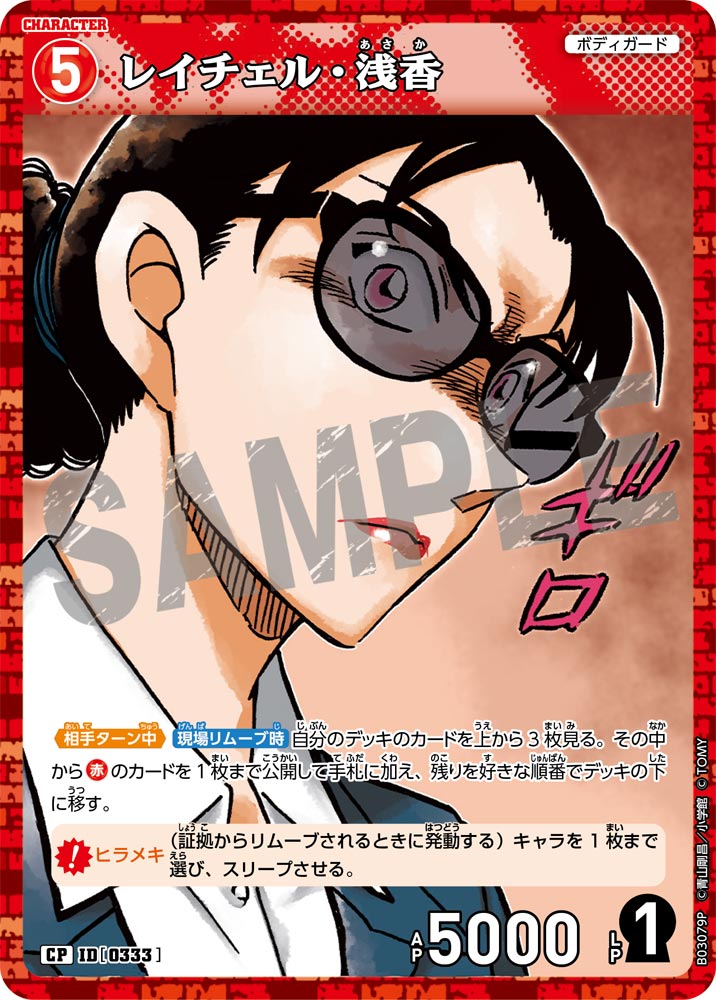 CHARACTER
5
レイチェル・浅香
あさか
ボディガード
SAMPLE
ギロ
相手ターン中 現場リムーブ時 自分のデッキのカードを上から3枚見る。その中
から赤のカードを1枚まで公開して手札に加え、残りを好きな順番でデッキの下
に移す。
ヒラメキ (証拠からリムーブされるときに発動する) キャラを1枚まで
選び、スリープさせる。
AP 5000
LP 1
CP ID[0333]
B03079P ©青山剛昌/小学館 ©TOMY